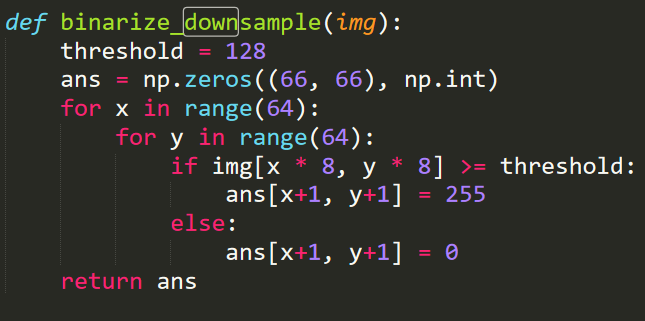 def binarize_downsample(img):
    threshold = 128
    ans = np.zeros((66, 66), np.int)
    for x in range(64):
        for y in range(64):
            if img[x * 8, y * 8] >= threshold:
                ans[x+1, y+1] = 255
            else:
                ans[x+1, y+1] = 0
    return ans